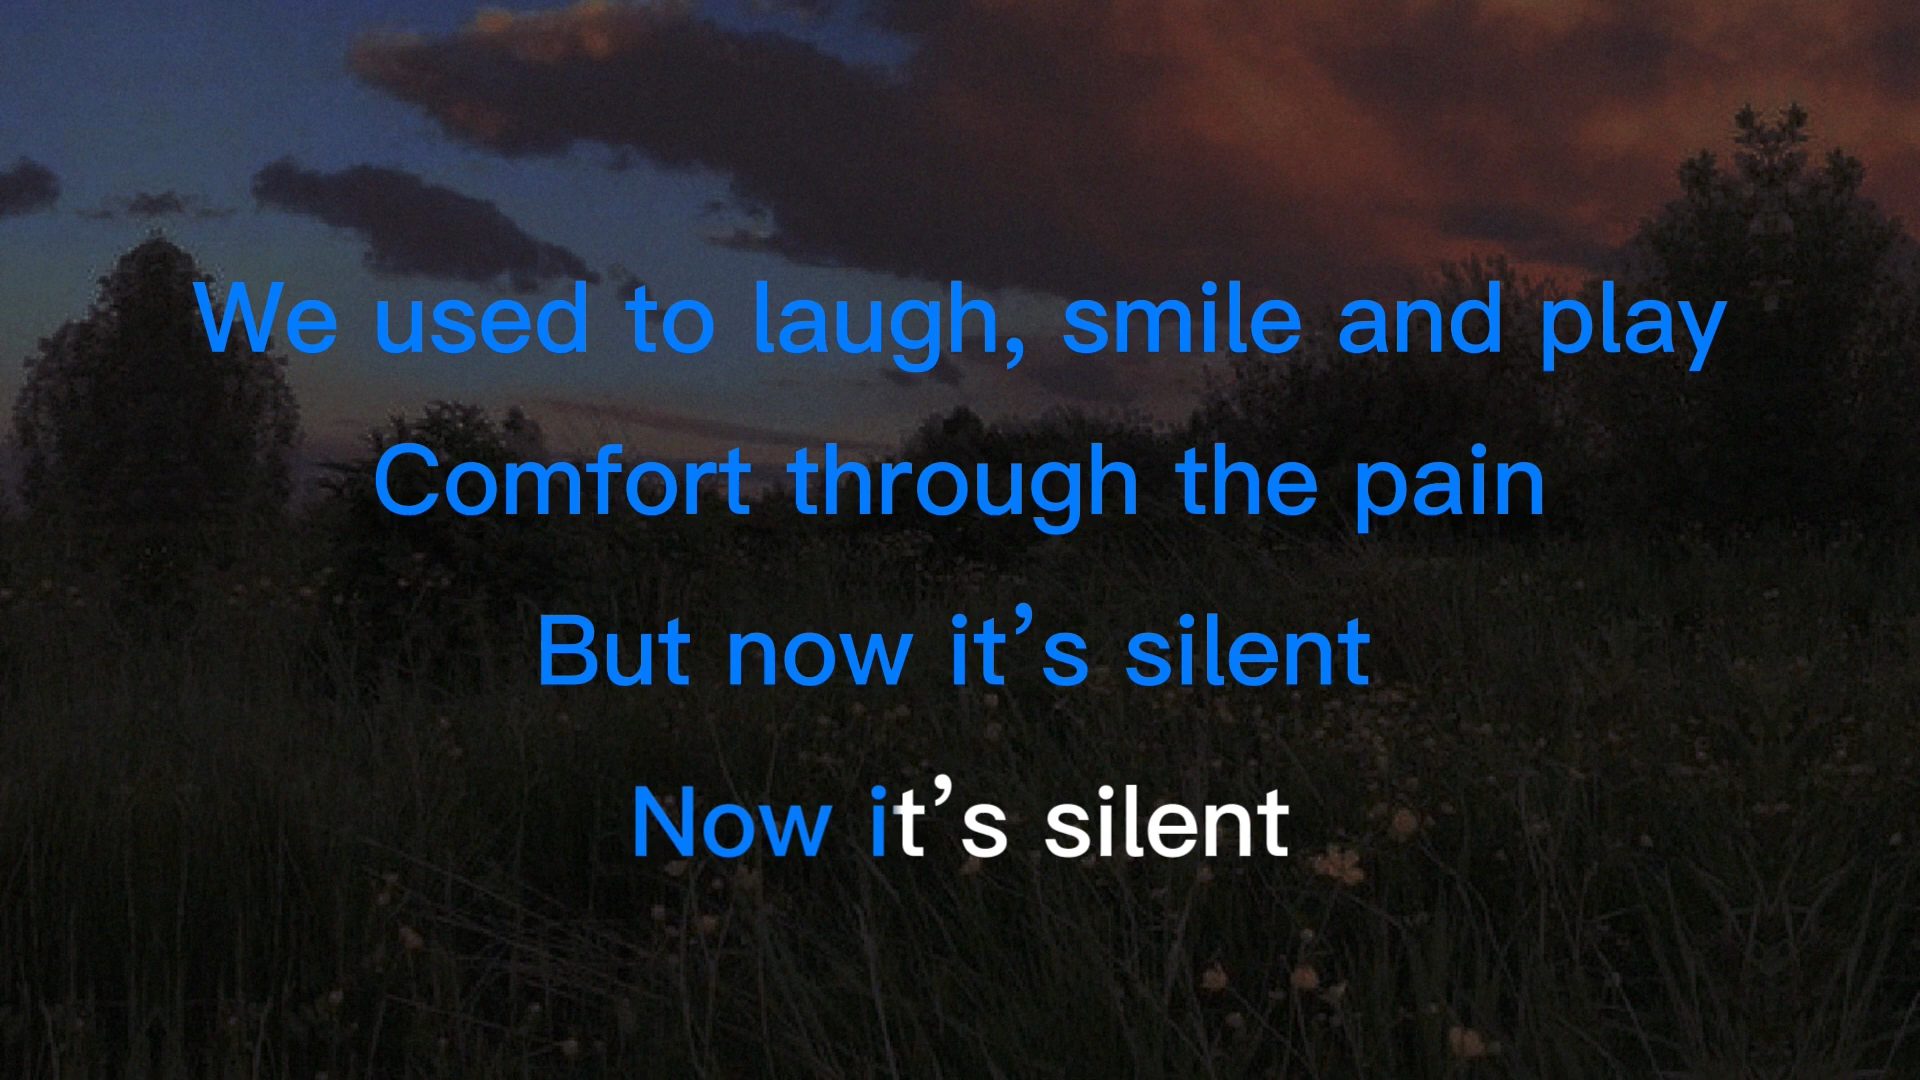 We used to laugh, smile and play
Comfort through the pain
But now it’s silent
Now it’s silent